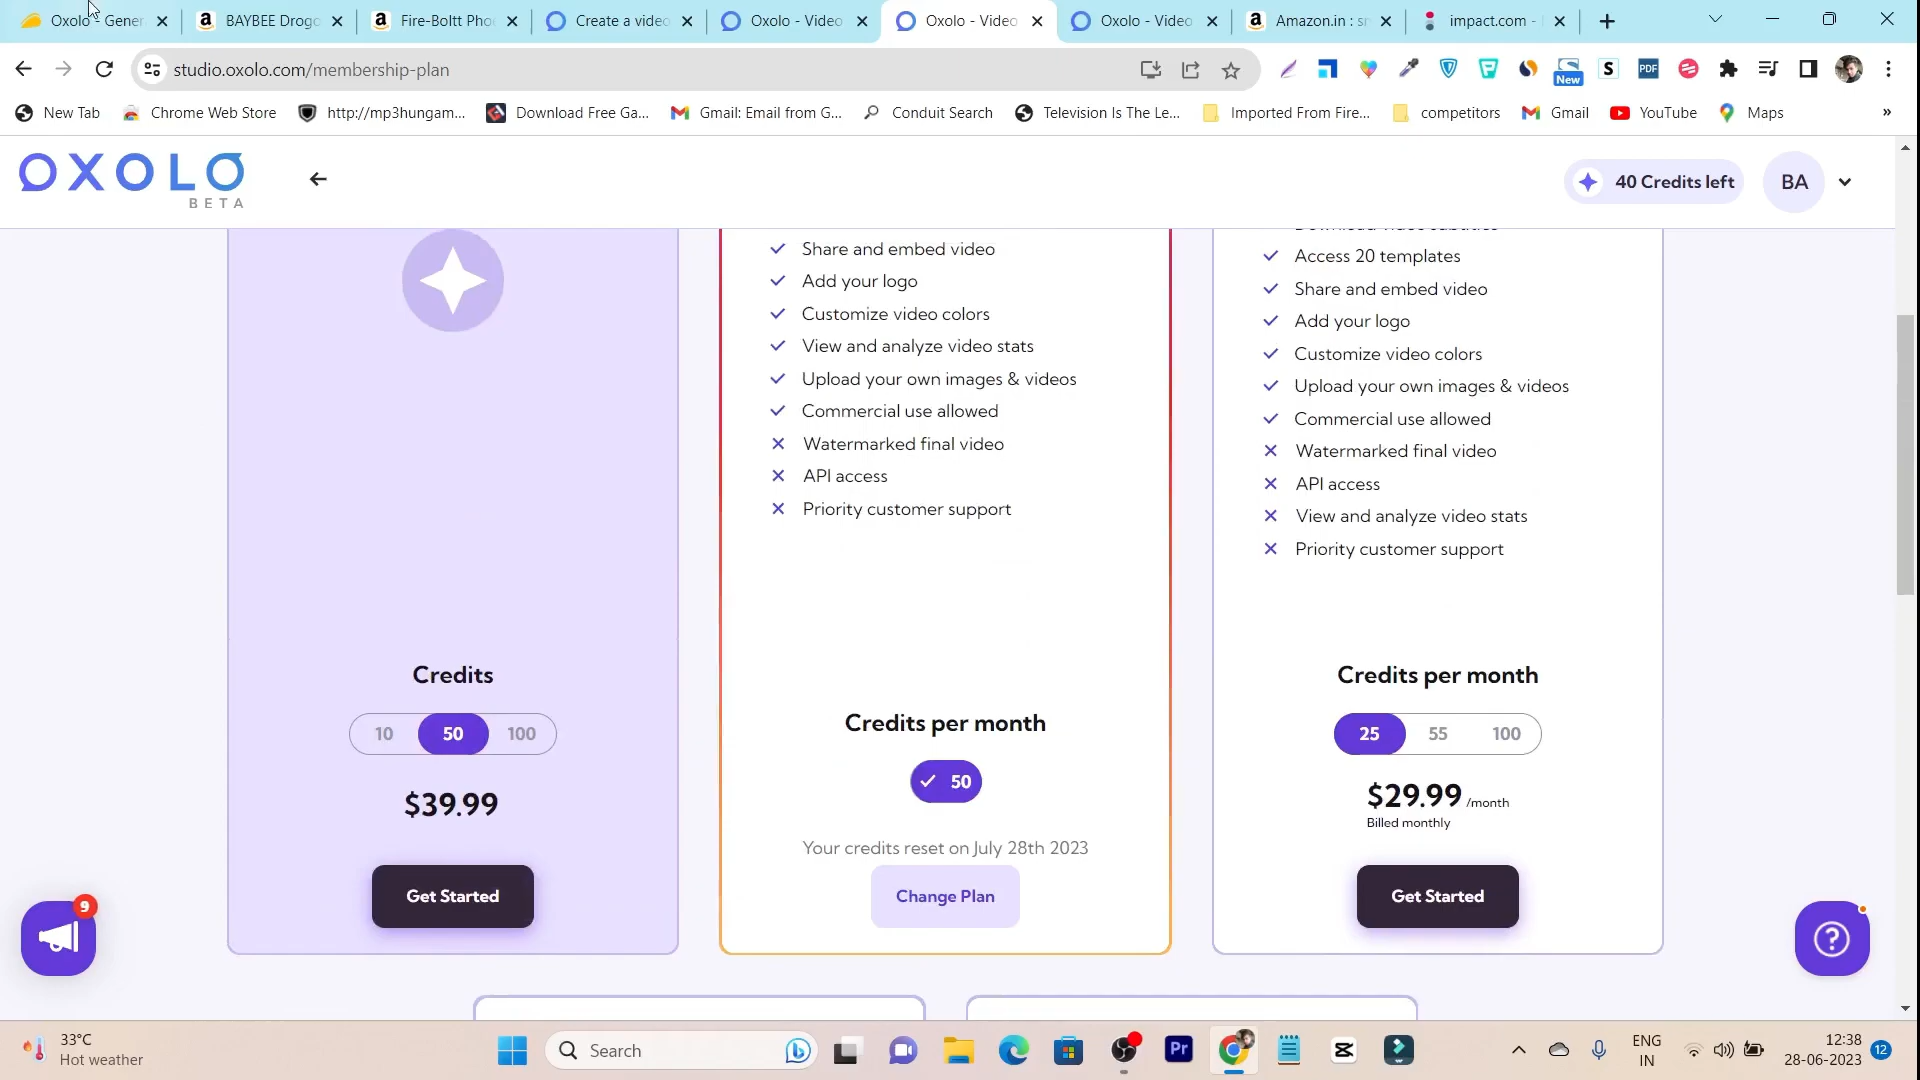 Oxolo - Gener
BAYBEE Drogo
Fire-Boltt Pho
Create a video
Oxolo - Video
Oxolo - Video
Oxolo - Video
Amazon.in : sm
impact.com -
studio.oxolo.com/membership-plan
New
New Tab
Chrome Web Store
http://mp3hungam...
Download Free Ga...
Gmail: Email from G...
Conduit Search
Television Is The Le...
Imported From Fire...
competitors
Gmail
YouTube
Maps
»
OXOLO
BETA
40 Credits left
BA
Share and embed video
Add your logo
Customize video colors
View and analyze video stats
Upload your own images & videos
Commercial use allowed
Watermarked final video
API access
Priority customer support
Download video subtitles
Access 20 templates
Share and embed video
Add your logo
Customize video colors
Upload your own images & videos
Commercial use allowed
Watermarked final video
API access
View and analyze video stats
Priority customer support
Credits
10 50 100
$39.99
Get Started
Credits per month
50
Your credits reset on July 28th 2023
Change Plan
Credits per month
25 55 100
$29.99 /month
Billed monthly
Get Started
9
33°C
Hot weather
Search
Pr
ENG
IN
12:38
28-06-2023
12